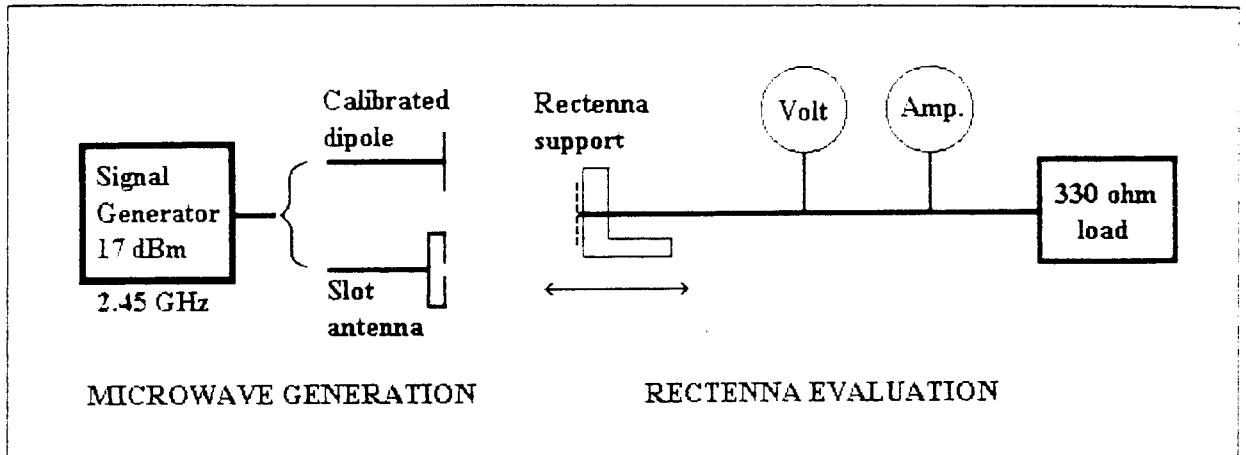 Signal
Generator
17 dBm
2.45 GHz
Calibrated
dipole
Slot
antenna
Rectenna
support
Volt
Amp.
330 ohm
load
MICROWAVE GENERATION
RECTENNA EVALUATION